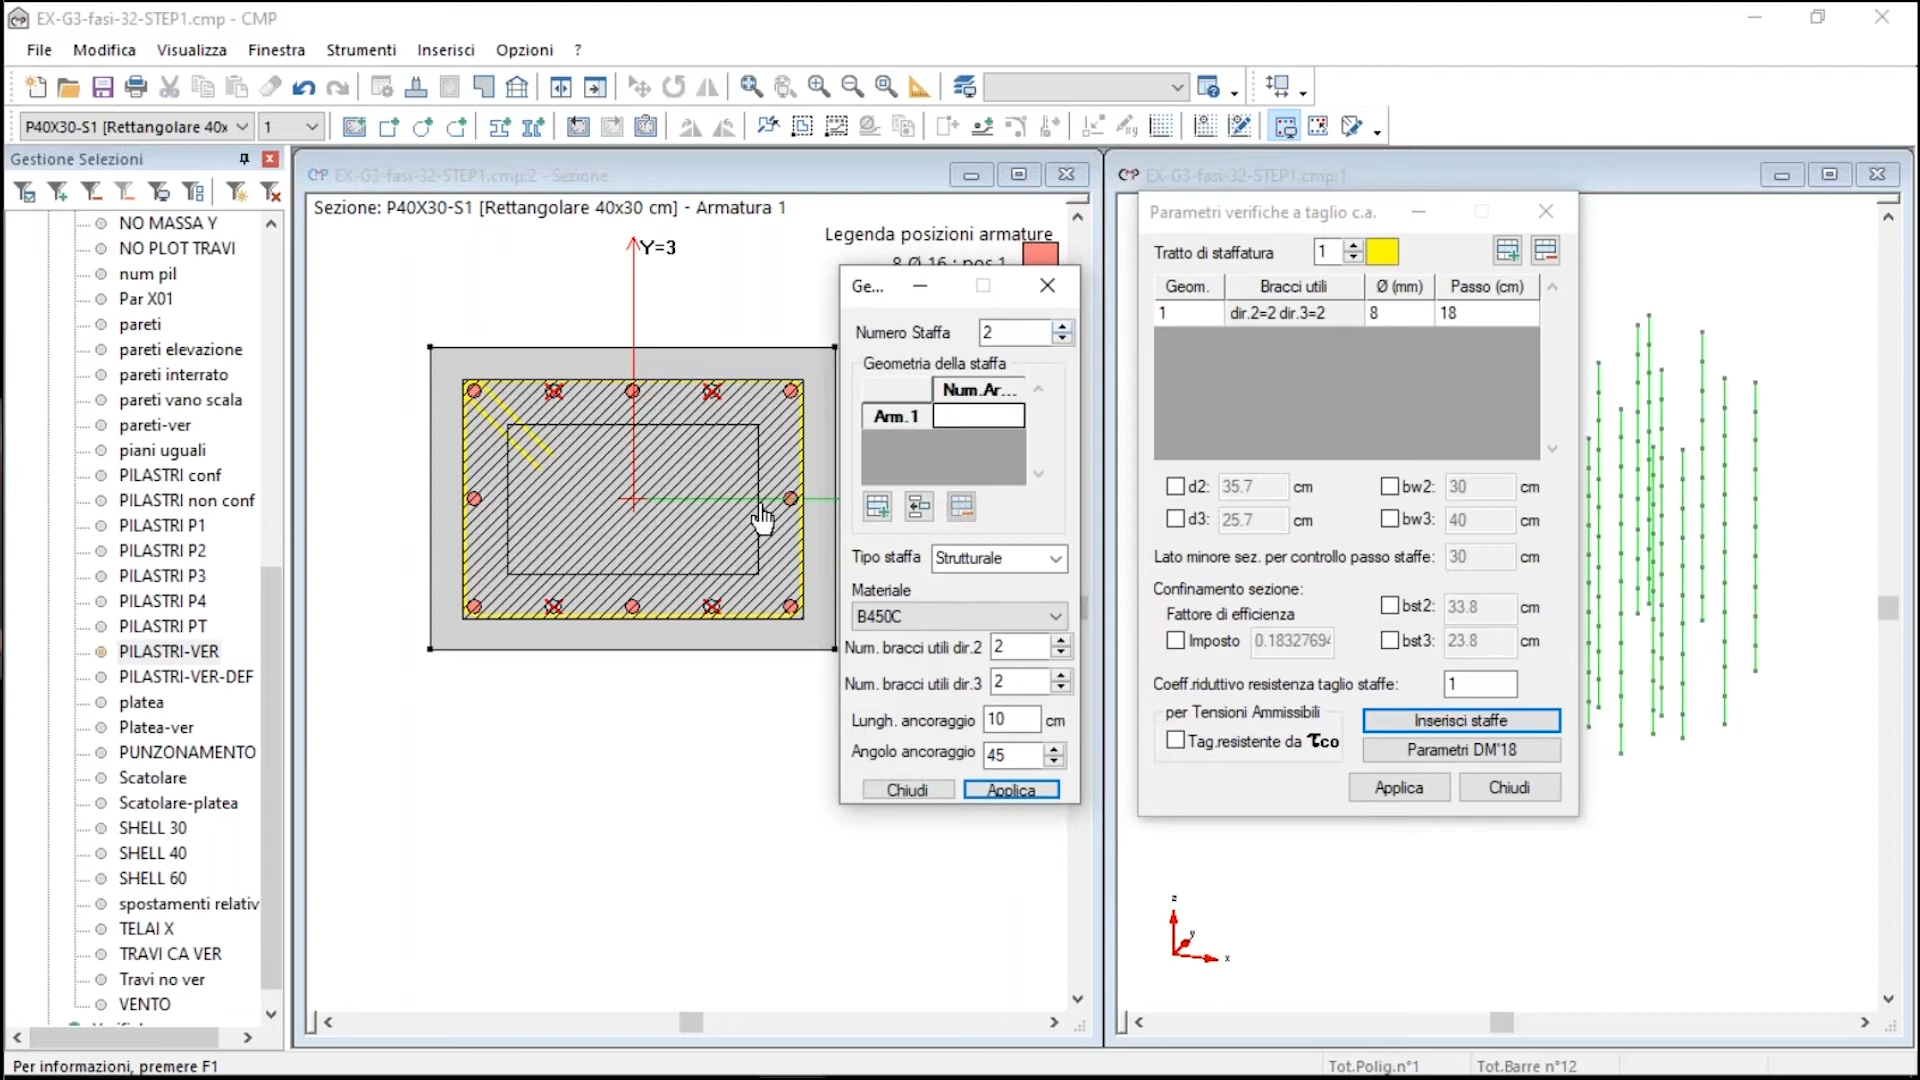 EX-G3-fasi-32-STEP1.cmp - CMP
File Modifica Visualizza Finestra Strumenti Inserisci Opzioni ?
P40X30-S1 [Rettangolare 40x 1
Gestione Selezioni
NO MASSA Y
NO PLOT TRAVI
num pil
Par X01
pareti
pareti elevazione
pareti interrato
pareti vano scala
pareti-ver
piani uguali
PILASTRI conf
PILASTRI non conf
PILASTRI P1
PILASTRI P2
PILASTRI P3
PILASTRI P4
PILASTRI PT
PILASTRI-VER
PILASTRI-VER-DEF
platea
Platea-ver
PUNZONAMENTO
Scatolare
Scatolare-platea
SHELL 30
SHELL 40
SHELL 60
spostamenti relativ
TELAI X
TRAVI CA VER
Travi no ver
VENTO
CMP EX-G3-fasi-32-STEP1.cmp:2 - Sezione
Sezione: P40X30-S1 [Rettangolare 40x30 cm] - Armatura 1
Y=3
Legenda posizioni armature
8 Ø 16 : pos.1
Ge...
Numero Staffa 2
Geometria della staffa
Num.Ar...
Arm.1
Tipo staffa Strutturale
Materiale
B450C
Num. bracci utili dir.2 2
Num. bracci utili dir.3 2
Lungh. ancoraggio 10 cm
Angolo ancoraggio 45
Chiudi Applica
CMP EX-G3-fasi-32-STEP1.cmp:1
Parametri verifiche a taglio c.a.
Tratto di staffatura 1
Geom. Bracci utili Ø (mm) Passo (cm)
1 dir.2=2 dir.3=2 8 18
d2: 35.7 cm bw2: 30 cm
d3: 25.7 cm bw3: 40 cm
Lato minore sez. per controllo passo staffe: 30 cm
Confinamento sezione:
Fattore di efficienza
bst2: 33.8 cm
Imposto 0.18327694 bst3: 23.8 cm
Coeff.riduttivo resistenza taglio staffe: 1
per Tensioni Ammissibili
Inserisci staffe
Tag.resistente da τco
Parametri DM'18
Applica Chiudi
z
y
x
Per informazioni, premere F1
Tot.Polig.n°1 Tot.Barre n°12